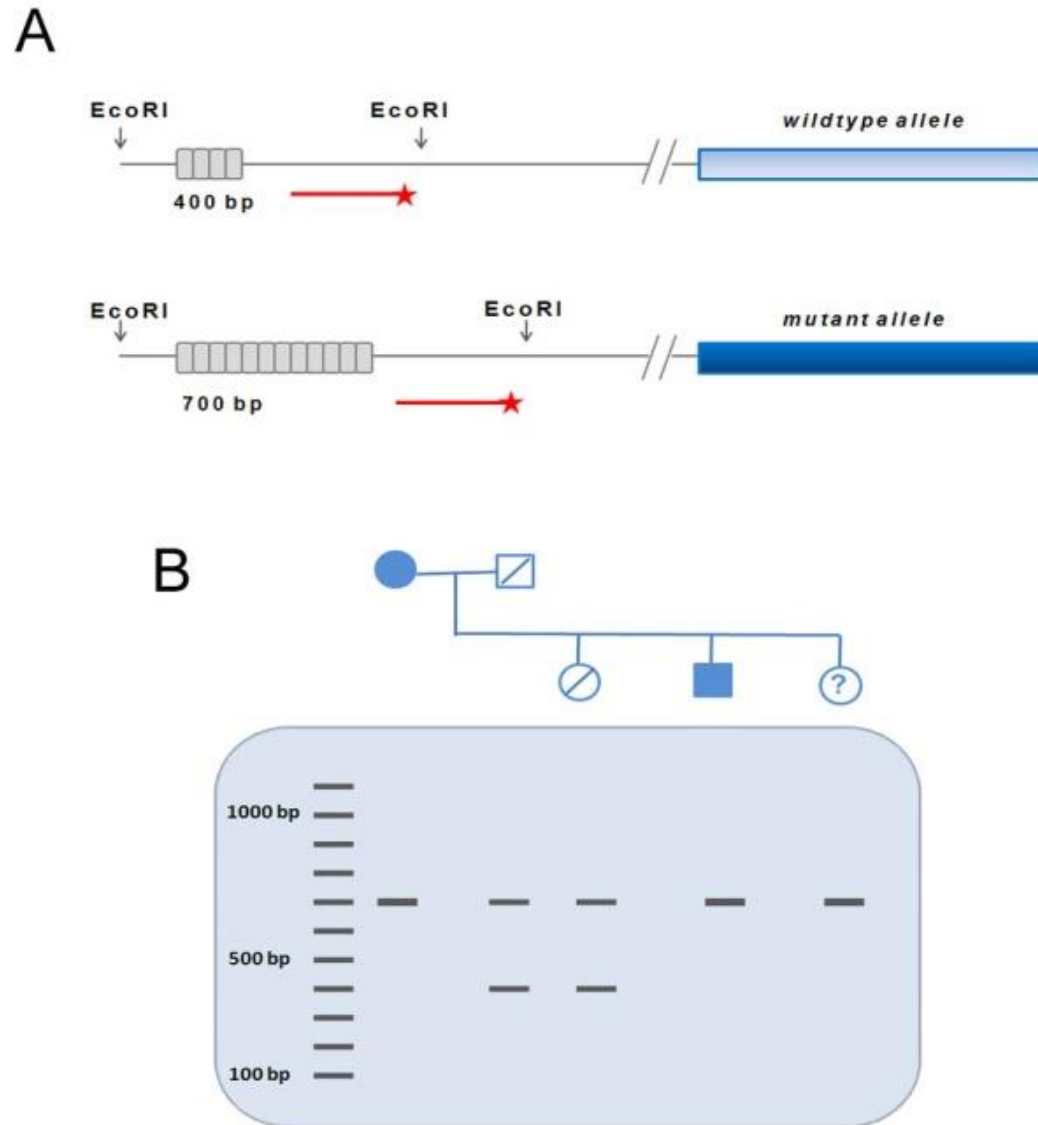 A
EcoRI EcoRI wildtype allele
400 bp
EcoRI EcoRI mutant allele
700 bp
B
?
1000 bp
500 bp
100 bp